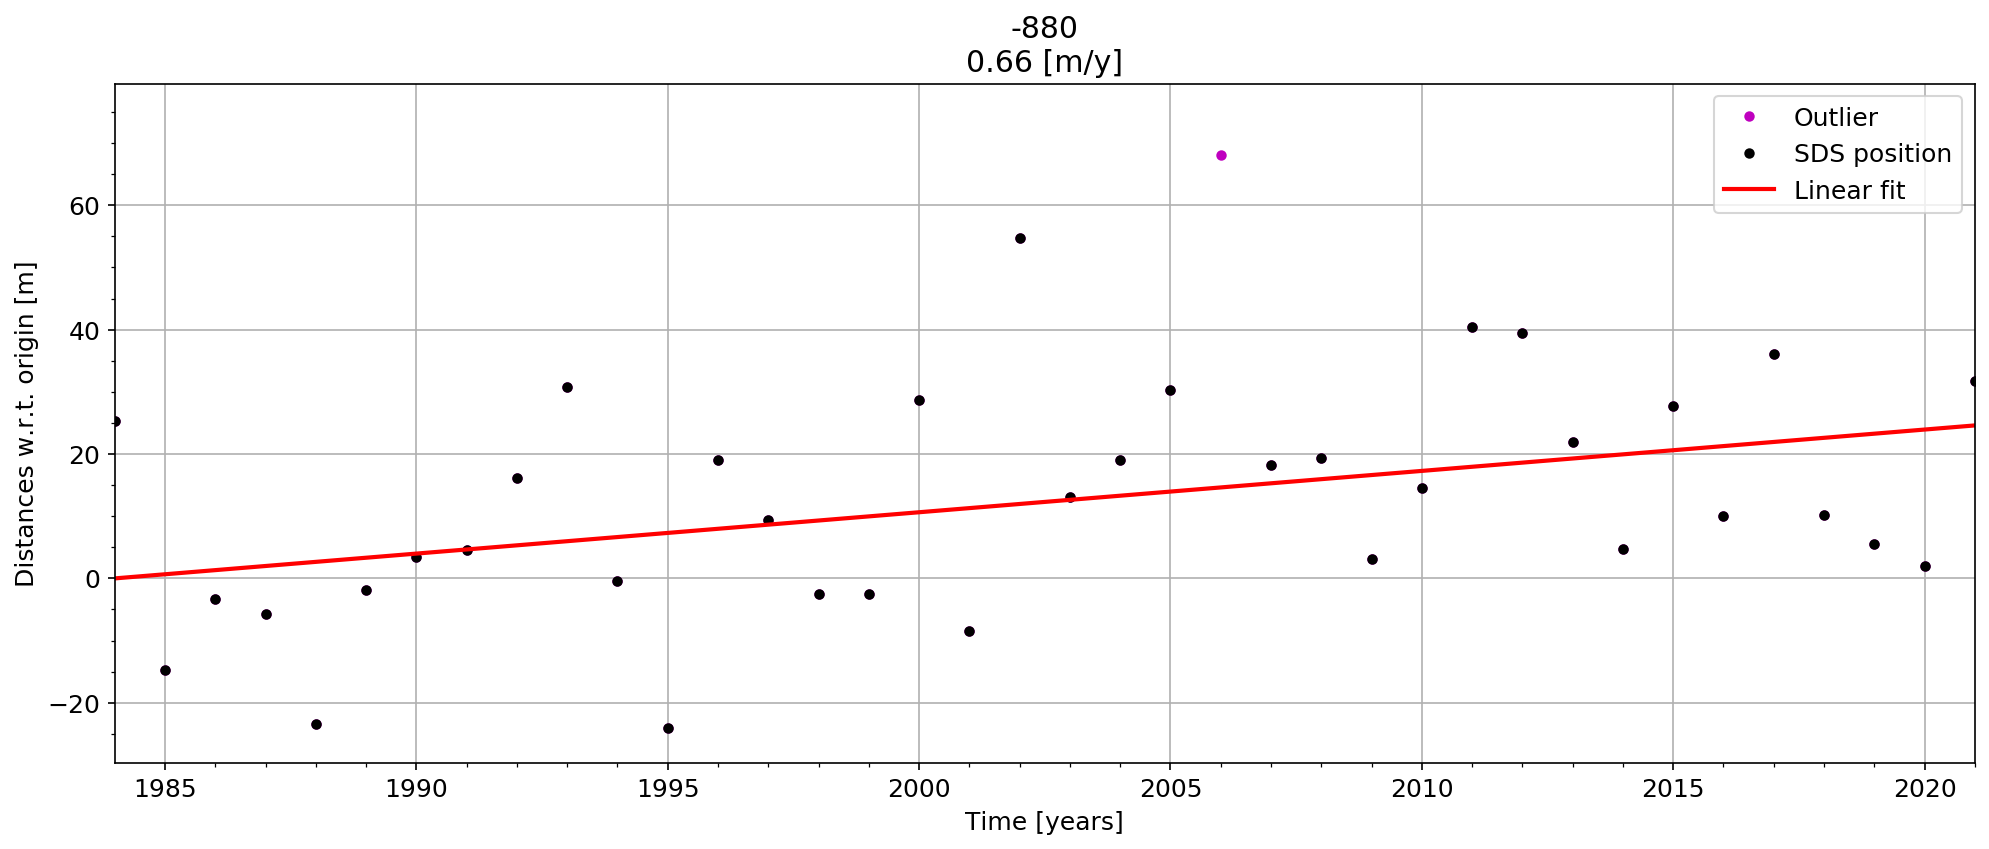 -880
0.66 [m/y]
Outlier
SDS position
Linear fit
Distances w.r.t. origin [m]
60
40
20
0
−20
1985 1990 1995 2000 2005 2010 2015 2020
Time [years]